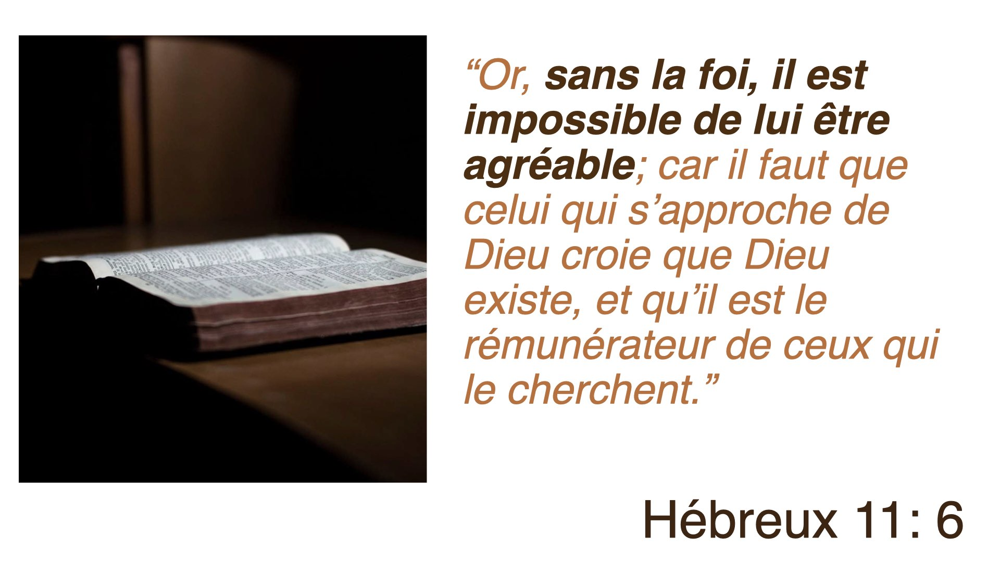 “Or, sans la foi, il est
impossible de lui être
agréable; car il faut que
celui qui s’approche de
Dieu croie que Dieu
existe, et qu’il est le
rémunérateur de ceux qui
le cherchent.”
Hébreux 11: 6